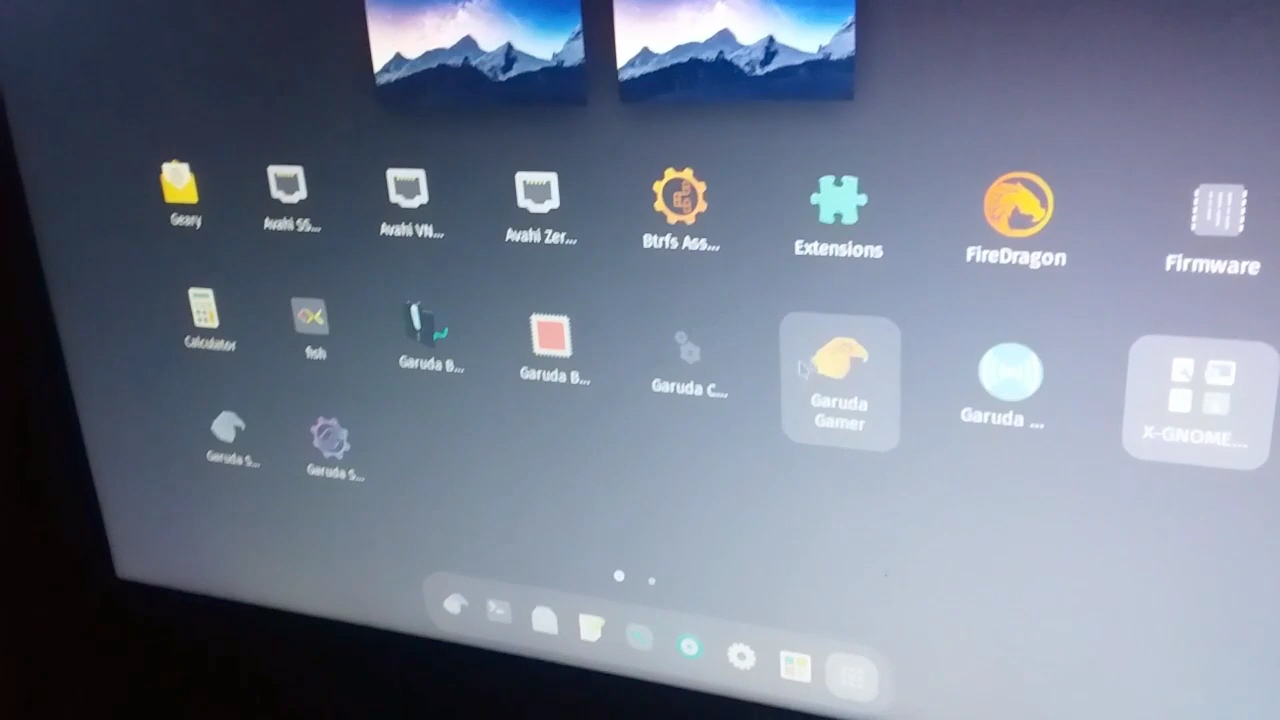 Geary
Avahi SS...
Avahi VN...
Avahi Zer...
Btrfs Ass...
Extensions
FireDragon
Firmware
Calculator
fish
Garuda B...
Garuda B...
Garuda C...
Garuda
Gamer
Garuda ...
X-GNOME...
Garuda S...
Garuda S...